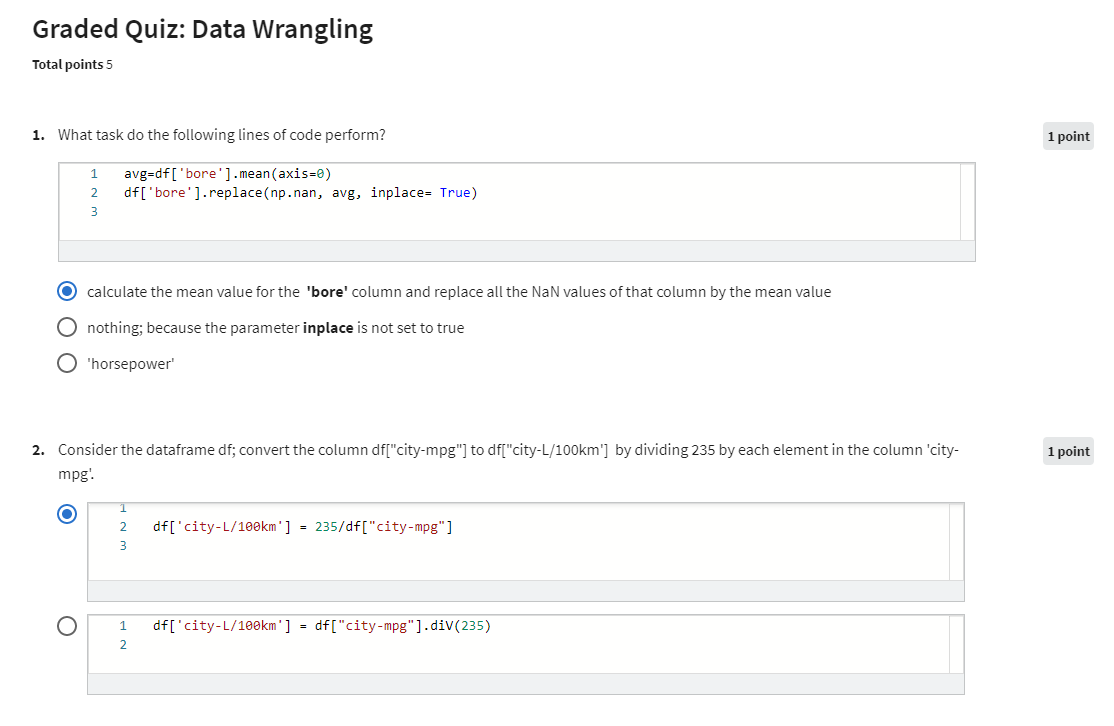 Graded Quiz: Data Wrangling
Total points 5
1. What task do the following lines of code perform?
1 point
1 avg=df['bore'].mean(axis=0)
2 df['bore'].replace(np.nan, avg, inplace= True)
3
calculate the mean value for the 'bore' column and replace all the NaN values of that column by the mean value
nothing; because the parameter inplace is not set to true
'horsepower'
2. Consider the dataframe df; convert the column df["city-mpg"] to df["city-L/100km'] by dividing 235 by each element in the column 'city-
mpg'.
1 point
1
2 df['city-L/100km'] = 235/df["city-mpg"]
3
1 df['city-L/100km'] = df["city-mpg"].diV(235)
2